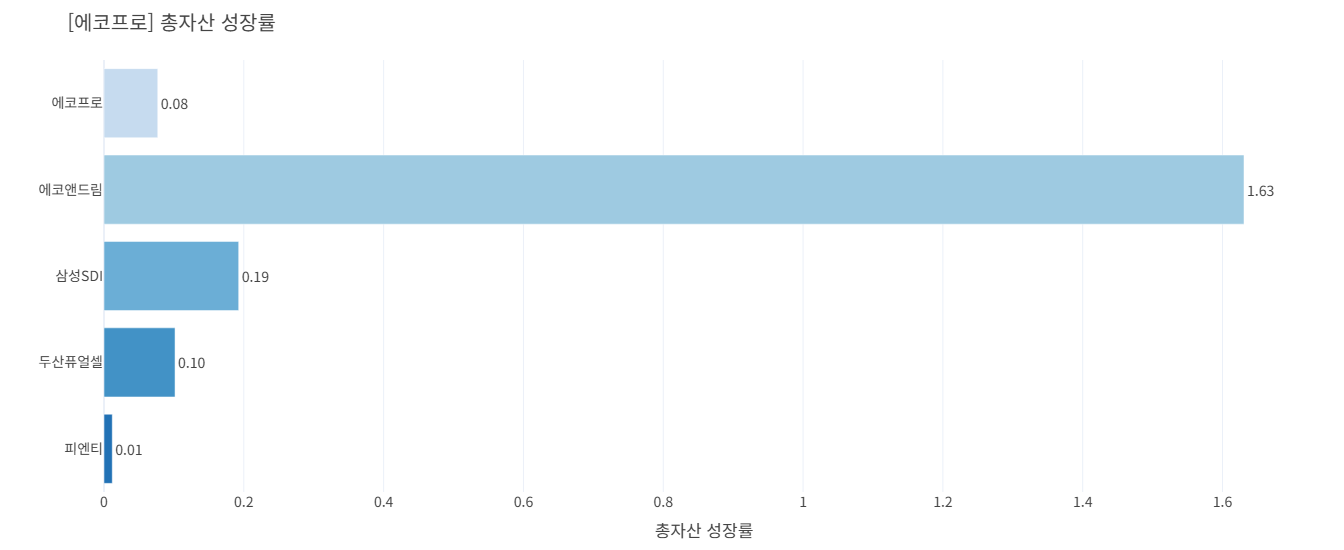 [에코프로] 총자산 성장률
에코프로 0.08
에코앤드림 1.63
삼성SDI 0.19
두산퓨얼셀 0.10
피엔티 0.01
0 0.2 0.4 0.6 0.8 1 1.2 1.4 1.6
총자산 성장률